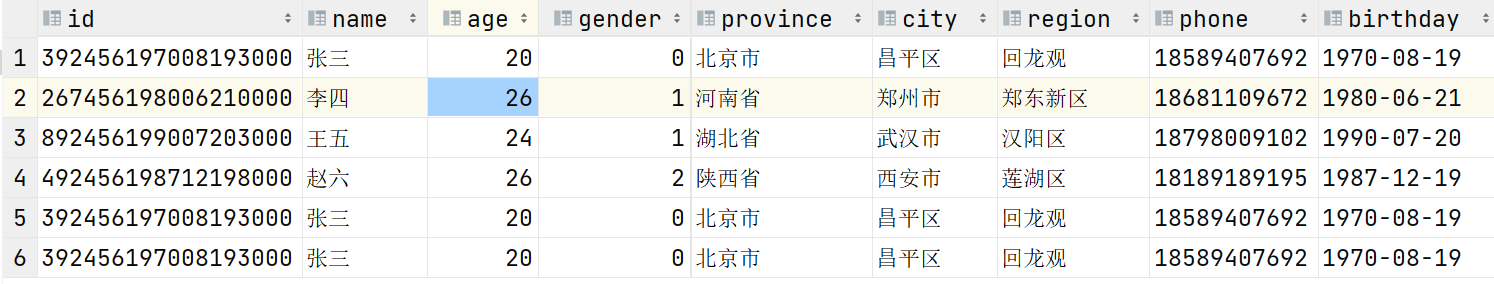 id name age gender province city region phone birthday
1 392456197008193000 张三 20 0 北京市 昌平区 回龙观 18589407692 1970-08-19
2 267456198006210000 李四 26 1 河南省 郑州市 郑东新区 18681109672 1980-06-21
3 892456199007203000 王五 24 1 湖北省 武汉市 汉阳区 18798009102 1990-07-20
4 492456198712198000 赵六 26 2 陕西省 西安市 莲湖区 18189189195 1987-12-19
5 392456197008193000 张三 20 0 北京市 昌平区 回龙观 18589407692 1970-08-19
6 392456197008193000 张三 20 0 北京市 昌平区 回龙观 18589407692 1970-08-19